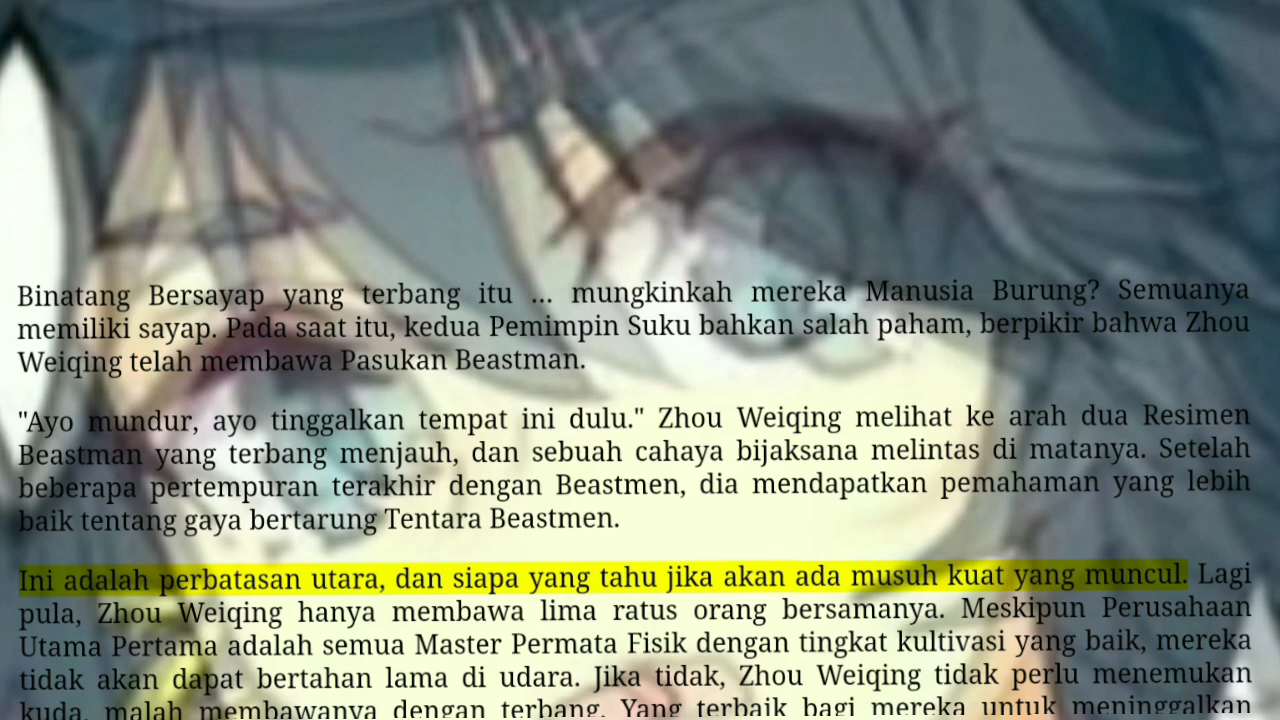 Binatang Bersayap yang terbang itu ... mungkinkah mereka Manusia Burung? Semuanya
memiliki sayap. Pada saat itu, kedua Pemimpin Suku bahkan salah paham, berpikir bahwa Zhou
Weiqing telah membawa Pasukan Beastman.
"Ayo mundur, ayo tinggalkan tempat ini dulu." Zhou Weiqing melihat ke arah dua Resimen
Beastman yang terbang menjauh, dan sebuah cahaya bijaksana melintas di matanya. Setelah
beberapa pertempuran terakhir dengan Beastmen, dia mendapatkan pemahaman yang lebih
baik tentang gaya bertarung Tentara Beastmen.
Ini adalah perbatasan utara, dan siapa yang tahu jika akan ada musuh kuat yang muncul. Lagi
pula, Zhou Weiqing hanya membawa lima ratus orang bersamanya. Meskipun Perusahaan
Utama Pertama adalah semua Master Permata Fisik dengan tingkat kultivasi yang baik, mereka
tidak akan dapat bertahan lama di udara. Jika tidak, Zhou Weiqing tidak perlu menemukan
kuda, malah membawanya dengan terbang. Yang terbaik bagi mereka untuk meninggalkan